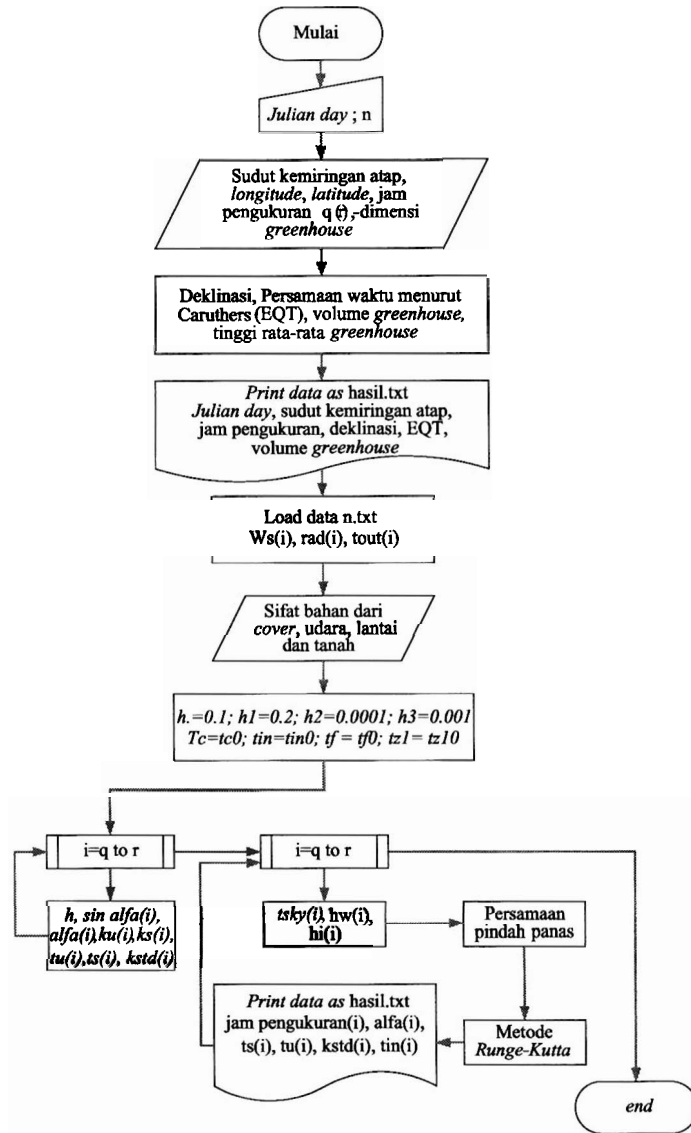 Mulai
Julian day ; n
Sudut kemiringan atap,
longitude, latitude, jam
pengukuran q (i) ,-dimensi
greenhouse
Deklinasi, Persamaan waktu menurut
Caruthers (EQT), volume greenhouse,
tinggi rata-rata greenhouse
Print data as hasil.txt
Julian day, sudut kemiringan atap,
jam pengukuran, deklinasi, EQT,
volume greenhouse
Load data n.txt
Ws(i), rad(i), tout(i)
Sifat bahan dari
cover, udara, lantai
dan tanah
h.=0.1; h1=0.2; h2=0.0001; h3=0.001
Tc=tc0; tin=tin0; tf = tf0; tz1= tz10
i=q to r
h, sin alfa(i),
alfa(i),ku(i),ks(i),
tu(i),ts(i), kstd(i)
i=q to r
tsky(i), hw(i),
hi(i)
Persamaan
pindah panas
Metode
Runge-Kutta
Print data as hasil.txt
jam pengukuran(i), alfa(i),
ts(i), tu(i), kstd(i), tin(i)
end